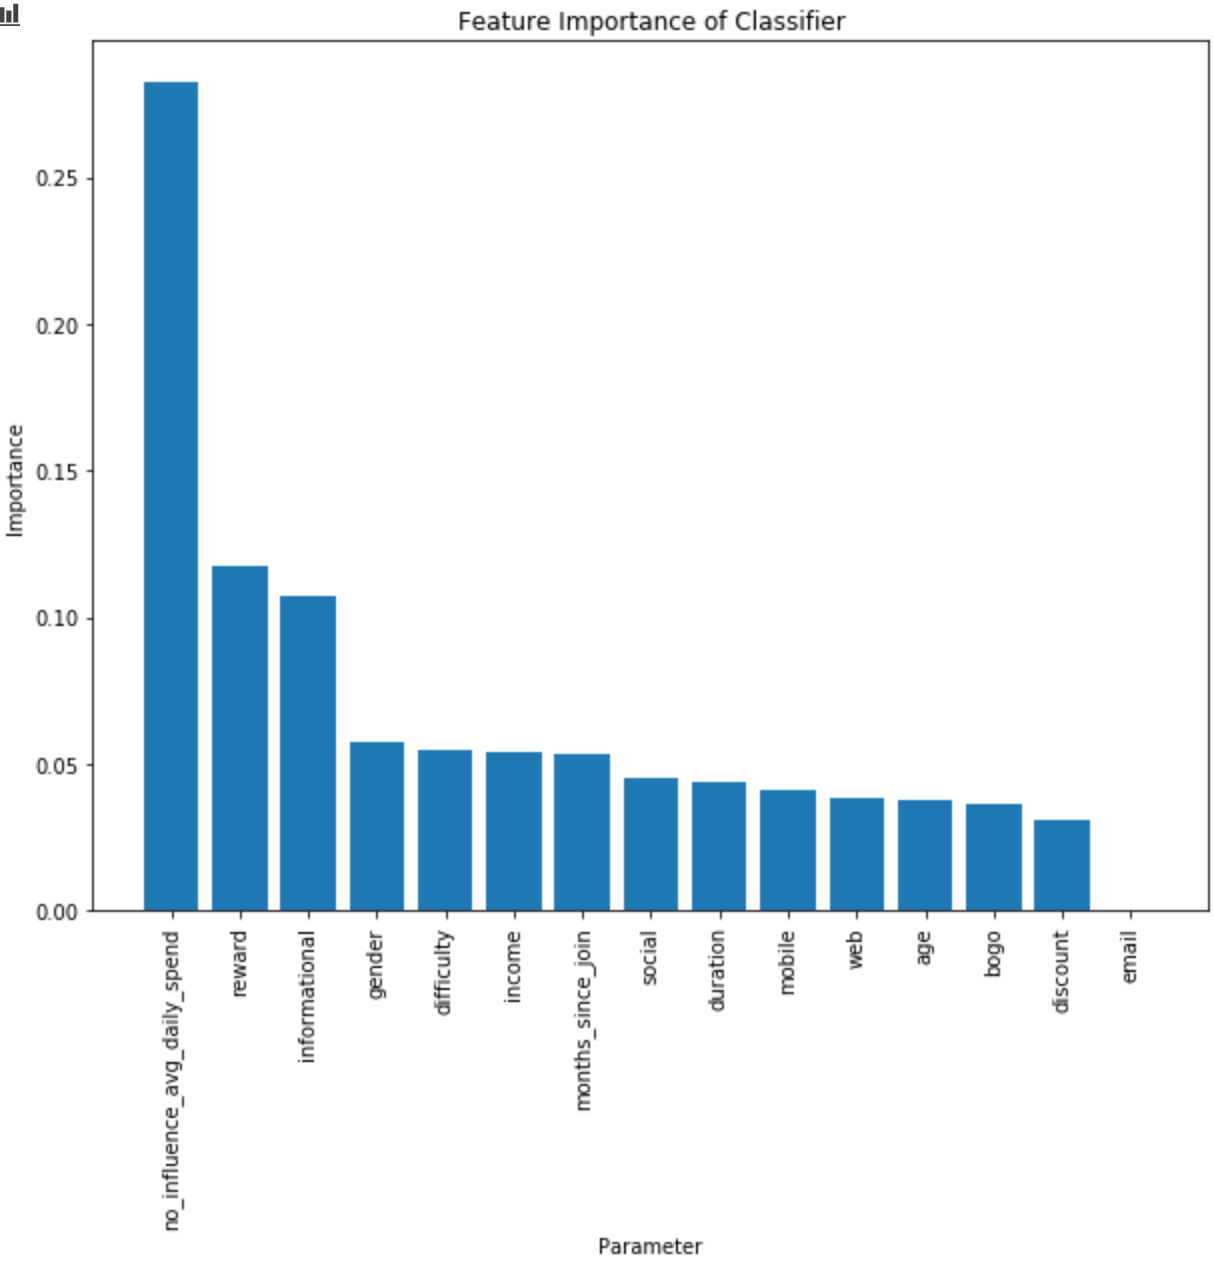 Feature Importance of Classifier
0.25
0.20
0.15
0.10
0.05
0.00
Importance
no_influence_avg_daily_spend
reward
informational
gender
difficulty
income
months_since_join
social
duration
mobile
web
age
bogo
discount
email
Parameter